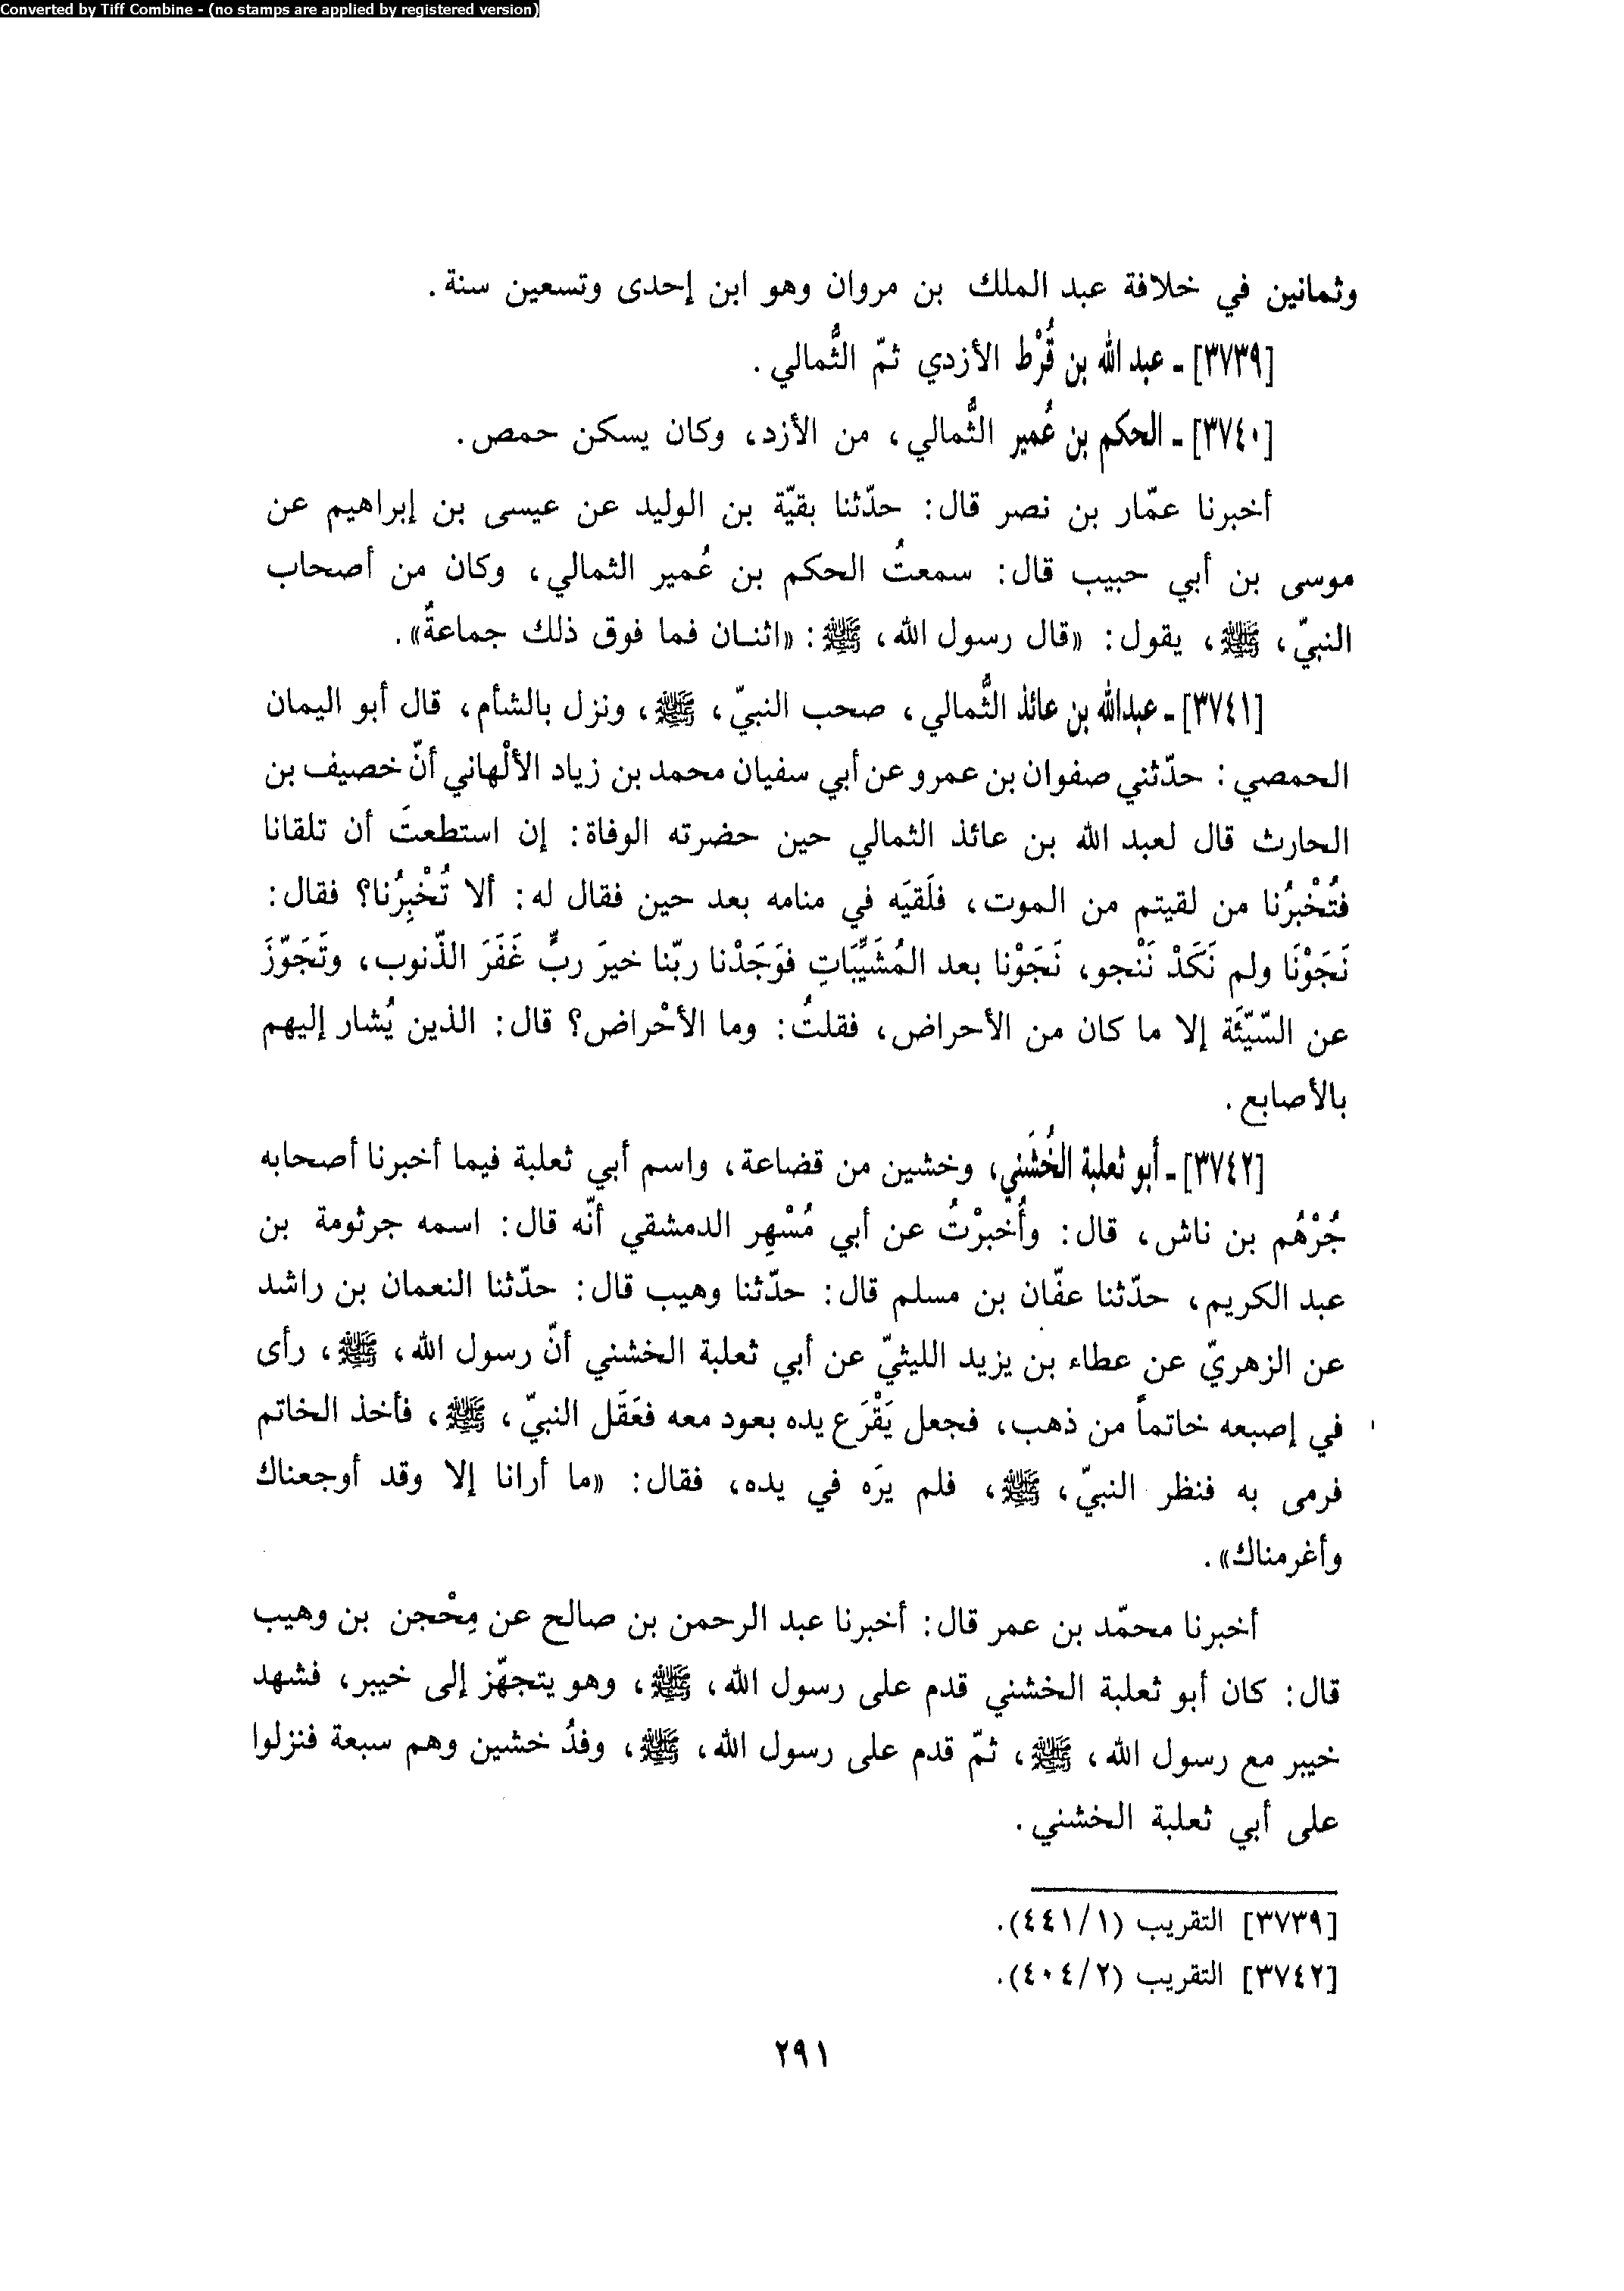 Converted by Tiff Combine - (no stamps are applied by registered version)
وثمانين في خلافة عبد الملك بن مروان وهو ابن إحدى وتسعين سنة.
[٣٧٣٩] ـ عبد الله بن قُرْط الأزدي ثمّ الثُّمالي.
[٣٧٤٠] ـ الحكم بن عُمير الثُّمالي، من الأزد، وكان يسكن حمص.
أخبرنا عمّار بن نصر قال: حدّثنا بقيّة بن الوليد عن عيسى بن إبراهيم عن
موسى بن أبي حبيب قال: سمعتُ الحكم بن عُمير الثمالي، وكان من أصحاب
النبيّ، ﷺ، يقول: «قال رسول الله، ﷺ: «اثنـان فما فوق ذلك جماعةٌ».
[٣٧٤١] ـ عبدالله بن عائذ الثُّمالي، صحب النبيّ، ﷺ، ونزل بالشأم، قال أبو اليمان
الحمصي: حدّثني صفوان بن عمرو عن أبي سفيان محمد بن زياد الألْهاني أنّ خصيف بن
الحارث قال لعبد الله بن عائذ الثمالي حين حضرته الوفاة: إن استطعتَ أن تلقانا
فتُخْبرُنا من لقيتم من الموت، فلَقيَه في منامه بعد حين فقال له: ألا تُخْبِرُنا؟ فقال:
نَجَوْنَا ولم نَكَدْ نَنْجو، نَجَوْنا بعد المُشَيِّبَاتِ فوَجَدْنا ربّنا خيرَ ربٍّ غَفَرَ الذّنوب، وتَجَوّزَ
عن السّيّئَة إلا ما كان من الأحراض، فقلتُ: وما الأحْراض؟ قال: الذين يُشار إليهم
بالأصابع.
[٣٧٤٢] ـ أبو ثعلبة الخُشَني، وخشين من قضاعة، واسم أبي ثعلبة فيما أخبرنا أصحابه
جُرْهُم بن ناش، قال: وأُخبرْتُ عن أبي مُسْهِر الدمشقي أنّه قال: اسمه جرثومة بن
عبد الكريم، حدّثنا عفّان بن مسلم قال: حدّثنا وهيب قال: حدّثنا النعمان بن راشد
عن الزهريّ عن عطاء بن يزيد الليثيّ عن أبي ثعلبة الخشني أنّ رسول الله، ﷺ، رأى
في إصبعه خاتماً من ذهب، فجعل يَقْرَع يده بعود معه فعَقَل النبيّ، ﷺ، فأخذ الخاتم
فرمى به فنظر النبيّ، ﷺ، فلم يرَه في يده، فقال: «ما أرانا إلا وقد أوجعناك
وأغرمناك».
أخبرنا محمّد بن عمر قال: أخبرنا عبد الرحمن بن صالح عن مِحْجن بن وهيب
قال: كان أبو ثعلبة الخشني قدم على رسول الله، ﷺ، وهو يتجهّز إلى خيبر، فشهد
خيبر مع رسول الله، ﷺ، ثمّ قدم على رسول الله، ﷺ، وفدُ خشين وهم سبعة فنزلوا
على أبي ثعلبة الخشني.
[٣٧٣٩] التقريب (٤٤١/١).
[٣٧٤٢] التقريب (٤٠٤/٢).
٢٩١